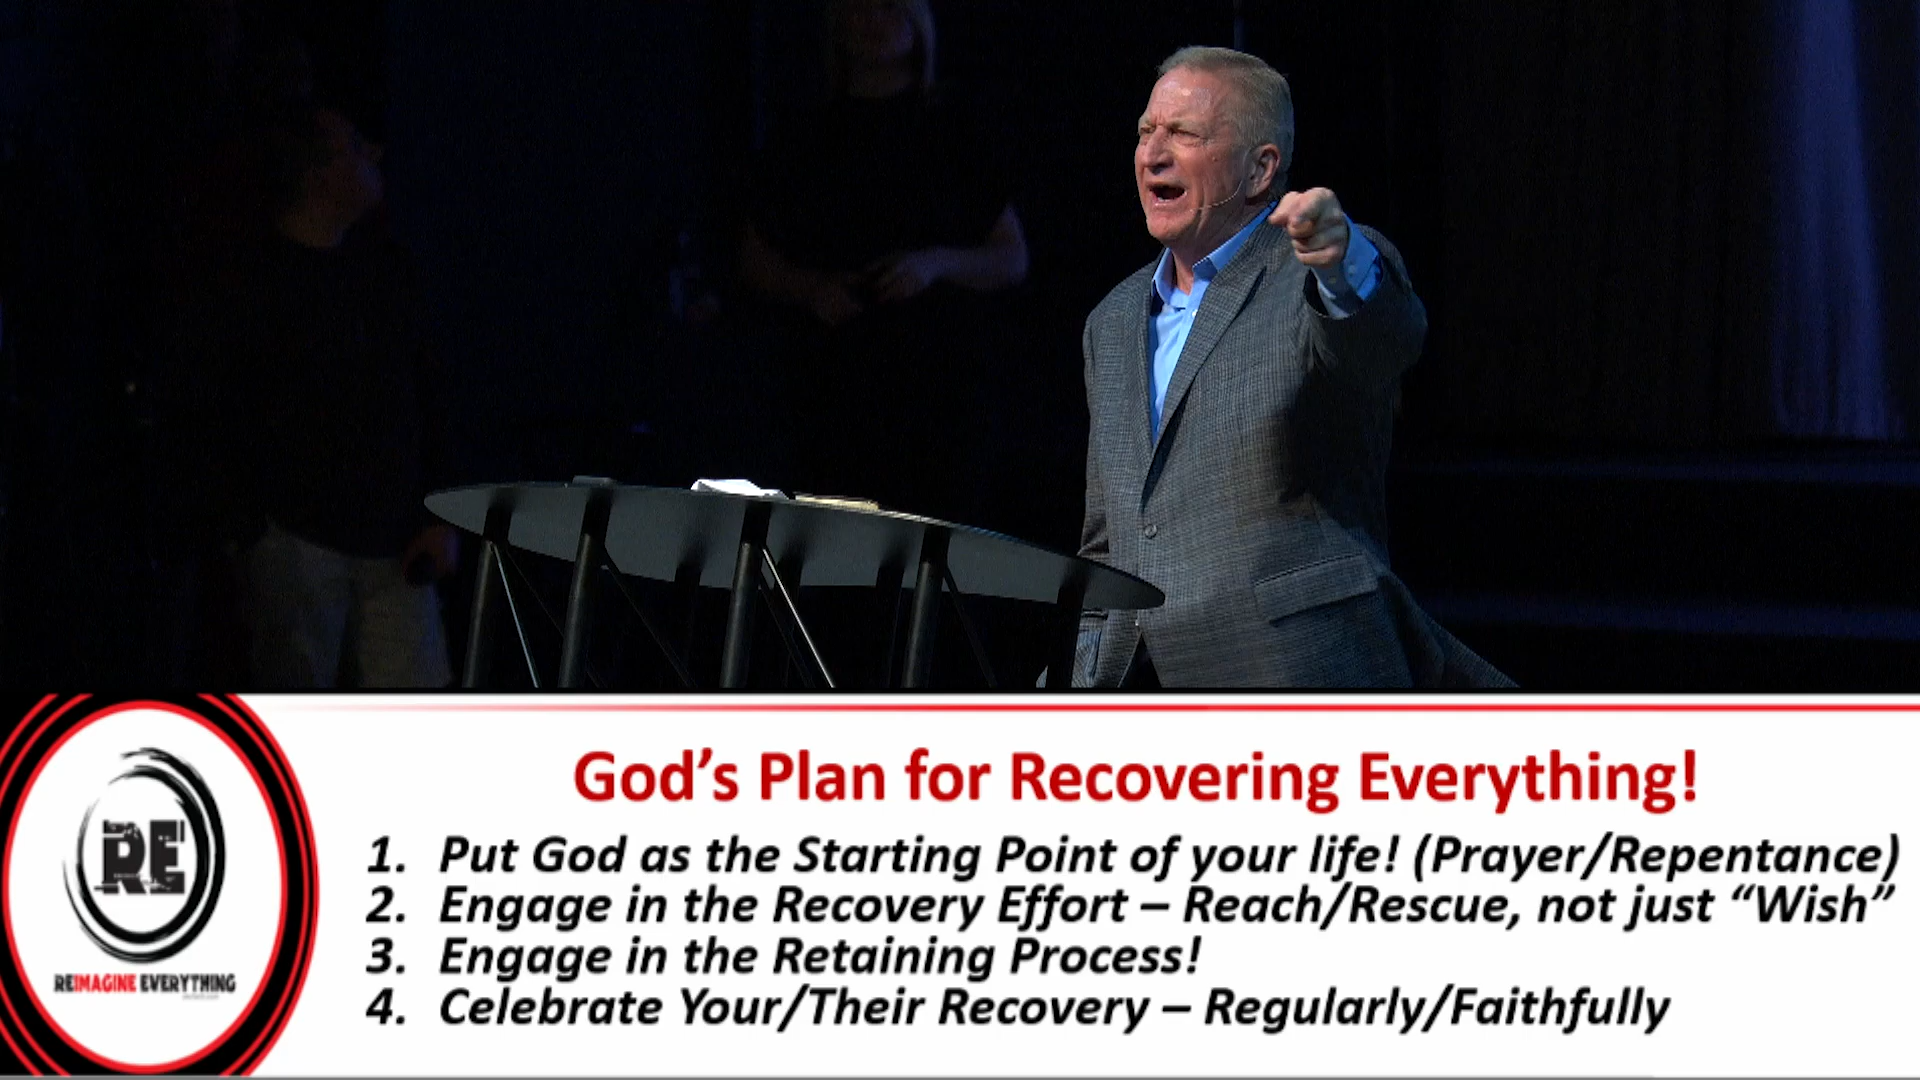 God's Plan for Recovering Everything!
1. Put God as the Starting Point of your life! (Prayer/Repentance)
2. Engage in the Recovery Effort – Reach/Rescue, not just “Wish”
3. Engage in the Retaining Process!
4. Celebrate Your/Their Recovery – Regularly/Faithfully
RE
REIMAGINE EVERYTHING